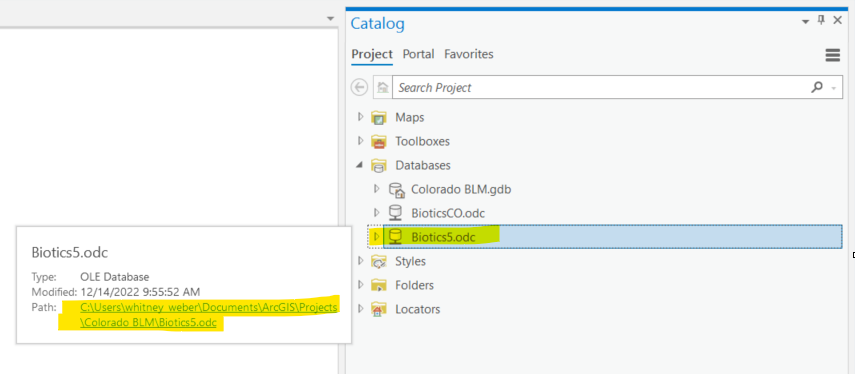 Catalog
Project Portal Favorites
Search Project
Maps
Toolboxes
Databases
Colorado BLM.gdb
BioticsCO.odc
Biotics5.odc
Styles
Folders
Locators
Biotics5.odc
Type: OLE Database
Modified: 12/14/2022 9:55:52 AM
Path: C:\Users\whitney_weber\Documents\ArcGIS\Projects
\Colorado BLM\Biotics5.odc